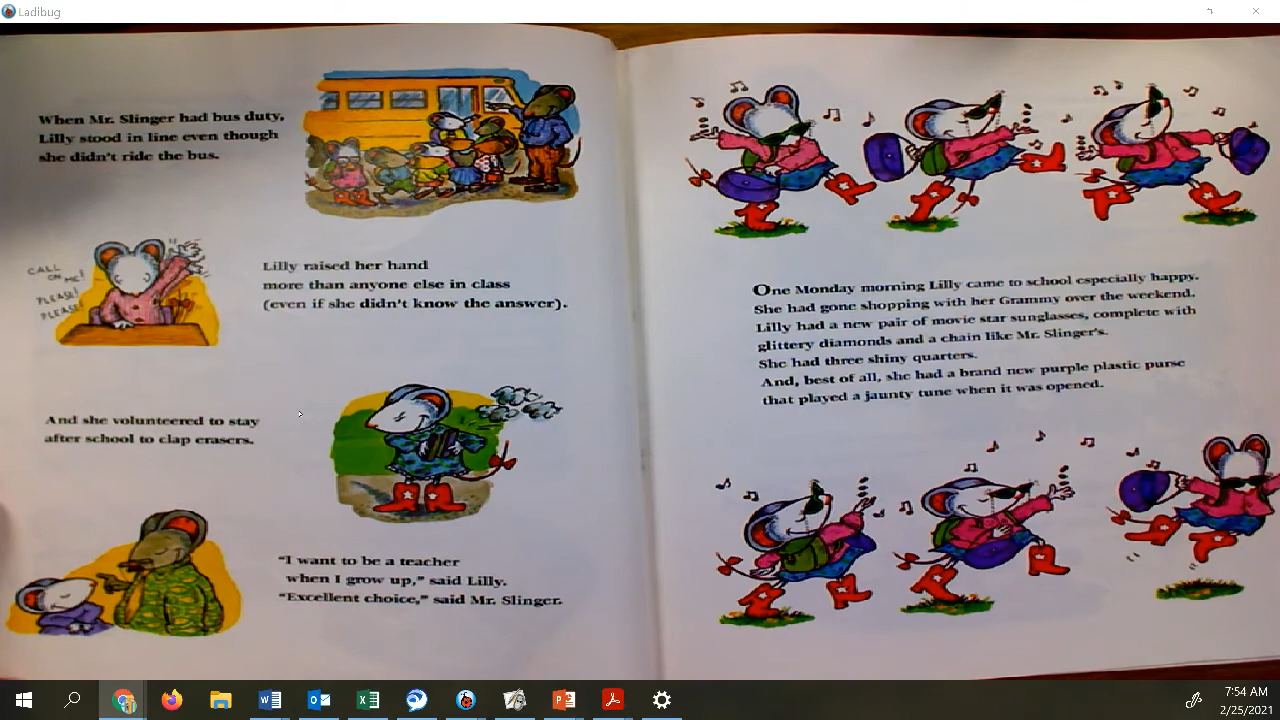 Ladibug
When Mr. Slinger had bus duty,
Lilly stood in line even though
she didn't ride the bus.
CALL
ON
ME!
PLEASE!
PLEASE!
Lilly raised her hand
more than anyone else in class
(even if she didn't know the answer).
And she volunteered to stay
after school to clap erasers.
"I want to be a teacher
when I grow up," said Lilly.
"Excellent choice," said Mr. Slinger.
One Monday morning Lilly came to school especially happy.
She had gone shopping with her Grammy over the weekend.
Lilly had a new pair of movie star sunglasses, complete with
glittery diamonds and a chain like Mr. Slinger's.
She had three shiny quarters.
And, best of all, she had a brand new purple plastic purse
that played a jaunty tune when it was opened.
7:54 AM
2/25/2021